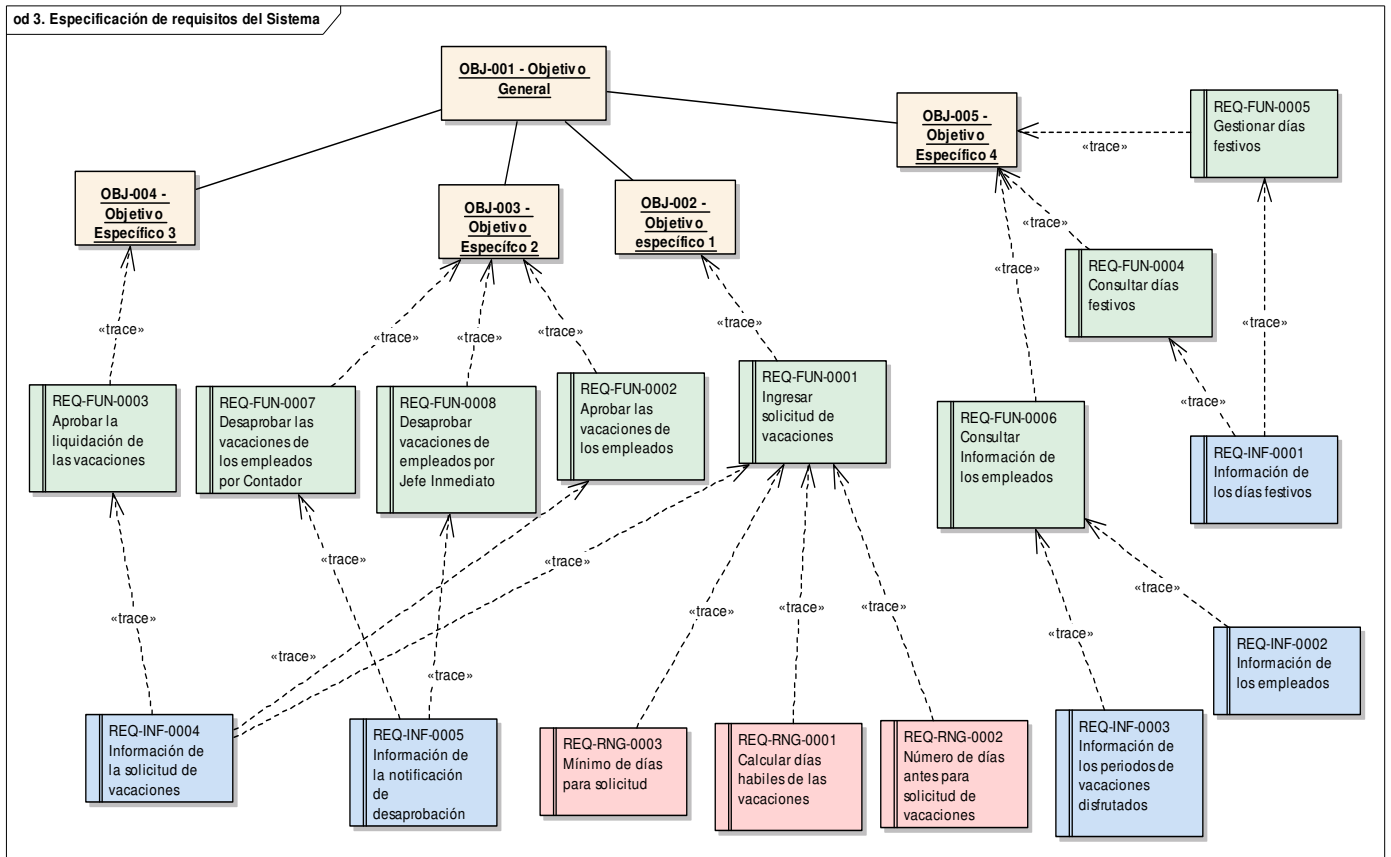 od 3. Especificación de requisitos del Sistema
OBJ-001 - Objetivo
General
OBJ-005 -
Objetivo
Específico 4
REQ-FUN-0005
Gestionar días
festivos
«trace»
OBJ-004 -
Objetivo
Específico 3
OBJ-003 -
Objetivo
Específco 2
OBJ-002 -
Objetivo
específico 1
«trace»
REQ-FUN-0004
Consultar días
festivos
«trace»
«trace»
«trace»
«trace»
«trace»
«trace»
«trace»
REQ-FUN-0003
Aprobar la
liquidación de
las vacaciones
REQ-FUN-0007
Desaprobar las
vacaciones de
los empleados
por Contador
REQ-FUN-0008
Desaprobar
vacaciones de
empleados por
Jefe Inmediato
REQ-FUN-0002
Aprobar las
vacaciones de
los empleados
REQ-FUN-0001
Ingresar
solicitud de
vacaciones
REQ-FUN-0006
Consultar
Información de
los empleados
«trace»
REQ-INF-0001
Información de
los días festivos
«trace»
«trace»
«trace»
«trace»
«trace»
«trace»
«trace»
«trace»
«trace»
«trace»
«trace»
REQ-INF-0002
Información de
los empleados
REQ-INF-0004
Información de
la solicitud de
vacaciones
REQ-INF-0005
Información de
la notificación
de
desaprobación
REQ-RNG-0003
Mínimo de días
para solicitud
REQ-RNG-0001
Calcular días
habiles de las
vacaciones
REQ-RNG-0002
Número de días
antes para
solicitud de
vacaciones
REQ-INF-0003
Información de
los periodos de
vacaciones
disfrutados